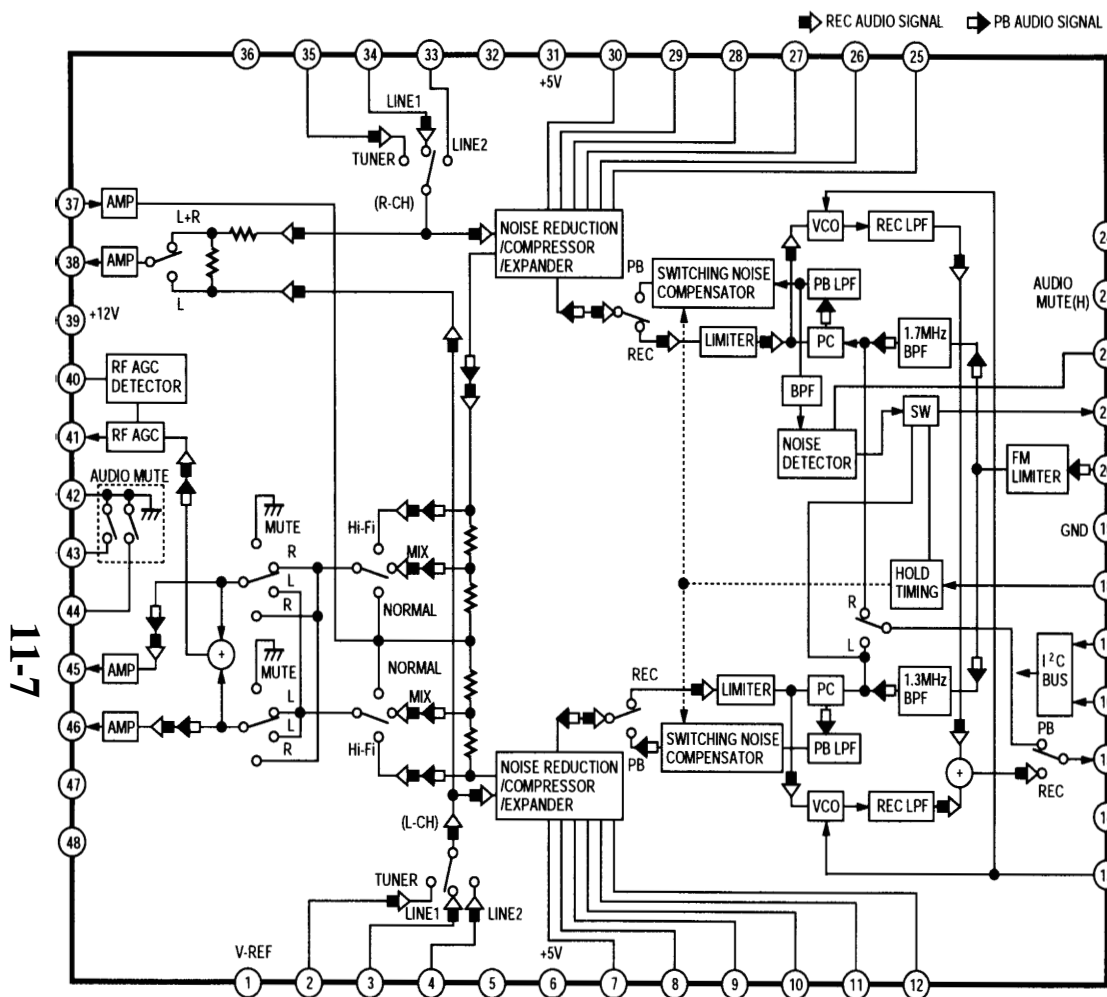 REC AUDIO SIGNAL PB AUDIO SIGNAL
36 35 34 33 32 31 30 29 28 27 26 25
+5V
LINE1
LINE2
TUNER
(R-CH)
37 AMP
L+R
NOISE REDUCTION
/COMPRESSOR
/EXPANDER
VCO REC LPF
38 AMP
L
PB
SWITCHING NOISE
COMPENSATOR
PB LPF
AUDIO
MUTE(H)
39 +12V
REC
LIMITER
PC
1.7MHz
BPF
40 RF AGC
DETECTOR
BPF
41 RF AGC
SW
NOISE
DETECTOR
FM
LIMITER
AUDIO MUTE
42
43
MUTE
Hi-Fi
GND
R
MIX
L
HOLD
TIMING
44
R
NORMAL
R
L
11-7
45 AMP
+
MUTE
NORMAL
REC
LIMITER
PC
1.3MHz
BPF
I²C
BUS
L
MIX
46 AMP
L
R
Hi-Fi
PB
SWITCHING NOISE
COMPENSATOR
PB LPF
PB
47
NOISE REDUCTION
/COMPRESSOR
/EXPANDER
+
REC
48
(L-CH)
VCO REC LPF
TUNER
LINE1
LINE2
V-REF
+5V
1 2 3 4 5 6 7 8 9 10 11 12